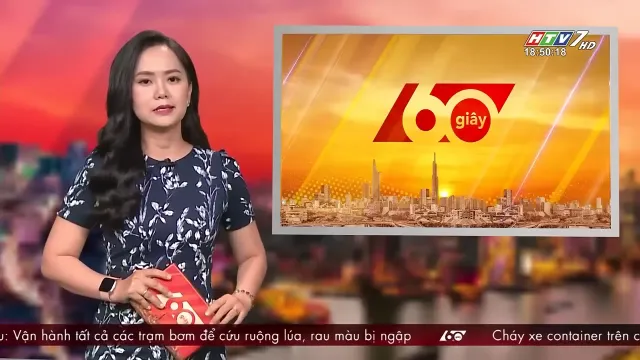 HTV7 HD
18:50:18
60 giây
u: Vận hành tất cả các trạm bơm để cứu ruộng lúa, rau màu bị ngập 60 Cháy xe container trên